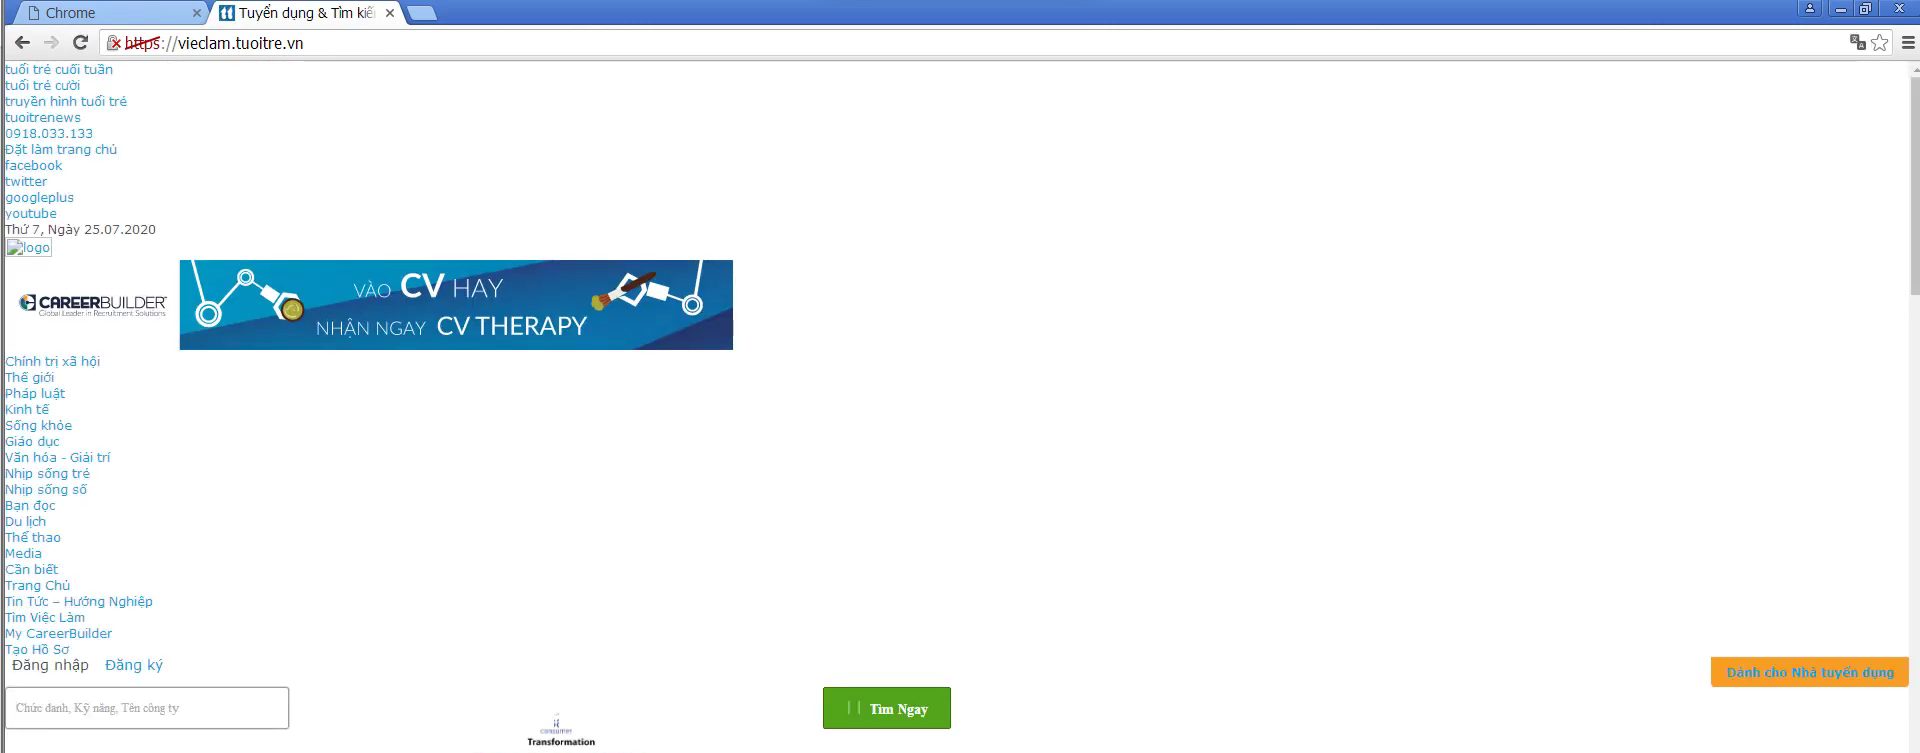 Chrome
Tuyển dụng & Tìm kiế
https://vieclam.tuoitre.vn
tuổi trẻ cuối tuần
tuổi trẻ cười
truyền hình tuổi trẻ
tuoitrenews
0918.033.133
Đặt làm trang chủ
facebook
twitter
googleplus
youtube
Thứ 7, Ngày 25.07.2020
logo
CAREERBUILDER
Global Leader in Recruitment Solutions
VÀO CV HAY
NHẬN NGAY CV THERAPY
Chính trị xã hội
Thế giới
Pháp luật
Kinh tế
Sống khỏe
Giáo dục
Văn hóa - Giải trí
Nhịp sống trẻ
Nhịp sống số
Bạn đọc
Du lịch
Thể thao
Media
Cần biết
Trang Chủ
Tin Tức – Hướng Nghiệp
Tìm Việc Làm
My CareerBuilder
Tạo Hồ Sơ
Đăng nhập Đăng ký
Dành cho Nhà tuyển dụng
Chức danh, Kỹ năng, Tên công ty
Tìm Ngay
consumer
Transformation